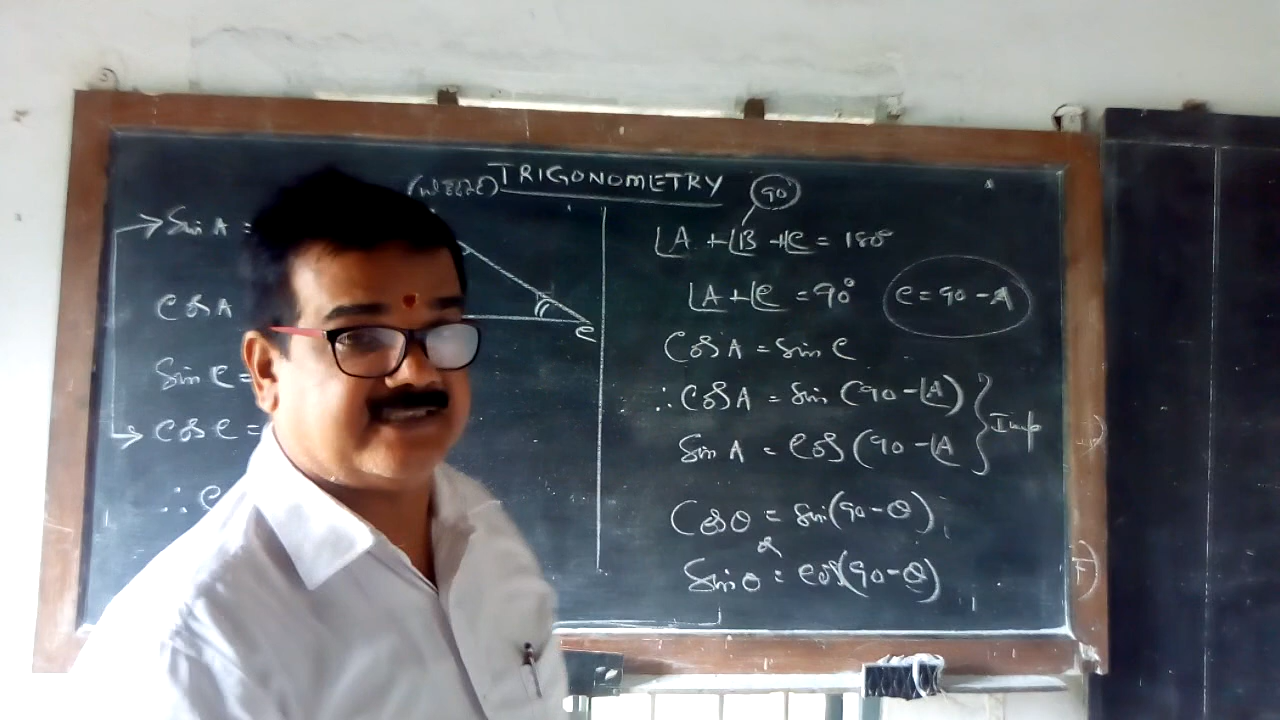 TRIGONOMETRY
90°
Sin A =
Cos A
Sin C =
Cos C =
∴ C
C
∠A + ∠B + ∠C = 180°
∠A + ∠C = 90°
C = 90 - A
Cos A = Sin C
∴ Cos A = Sin (90 - ∠A)
Sin A = Cos (90 - ∠A
Imp
Cos θ = Sin (90 - θ)
&
Sin θ = Cos (90 - θ)